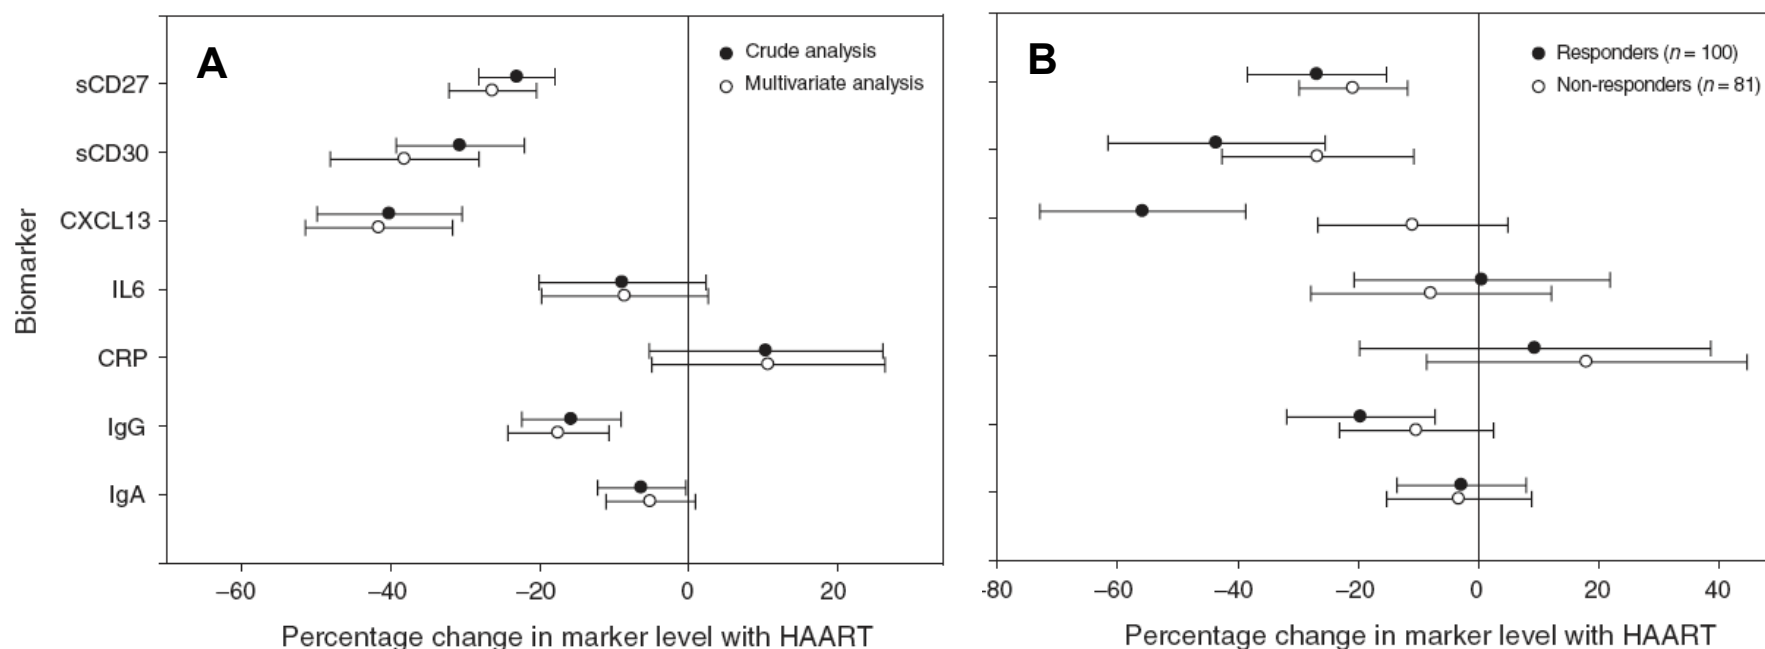 A
Crude analysis
Multivariate analysis
Biomarker
sCD27
sCD30
CXCL13
IL6
CRP
IgG
IgA
−60 −40 −20 0 20
Percentage change in marker level with HAART
B
Responders (n = 100)
Non-responders (n = 81)
-80 −60 −40 −20 0 20 40
Percentage change in marker level with HAART